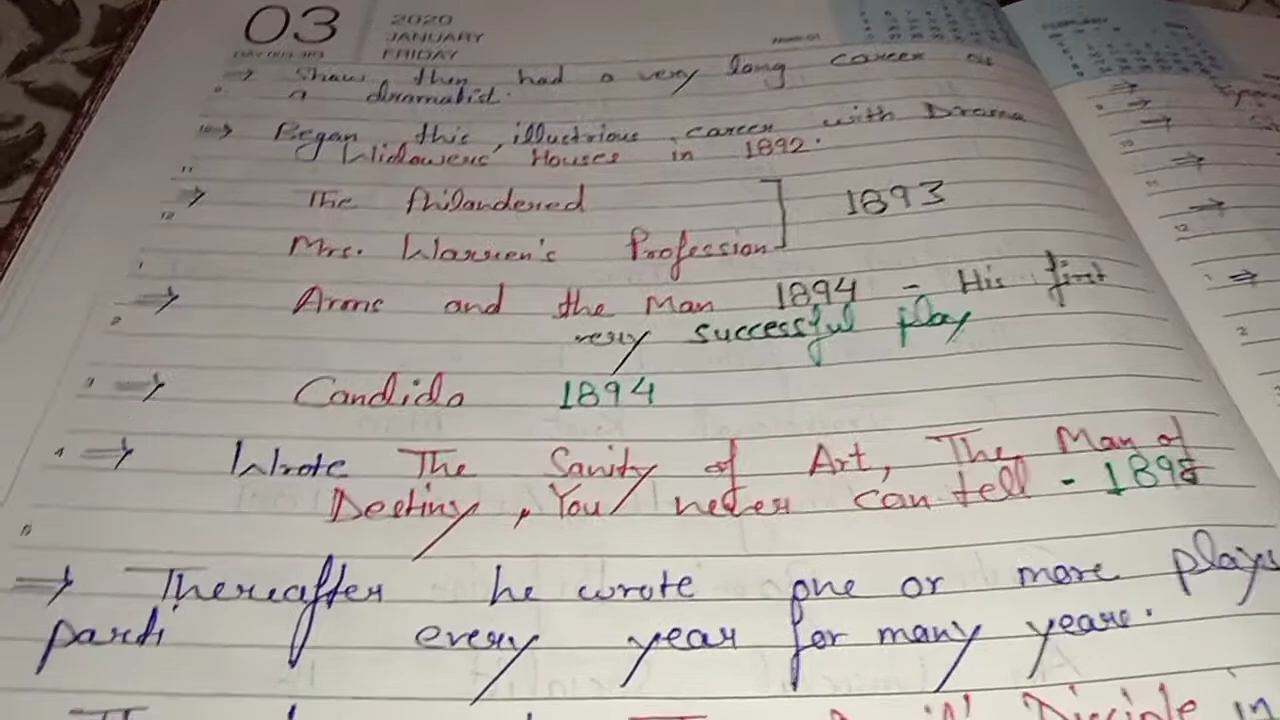 03
2020
JANUARY
FRIDAY
⇒ Shaw, then had a very long career as
a dramatist.
⇒ Began this illustrious career with Drama
Widowers' Houses in 1892.
⇒ The Philandered
Mrs. Warren's Profession ] 1893
⇒ Arms and the Man 1894 - His first
very successful play
⇒ Candida 1894
⇒ Wrote The Sanity of Art, The Man of
Destiny, You never can tell - 1898
⇒ Thereafter he wrote one or more plays
every year for many years.
Disciple in